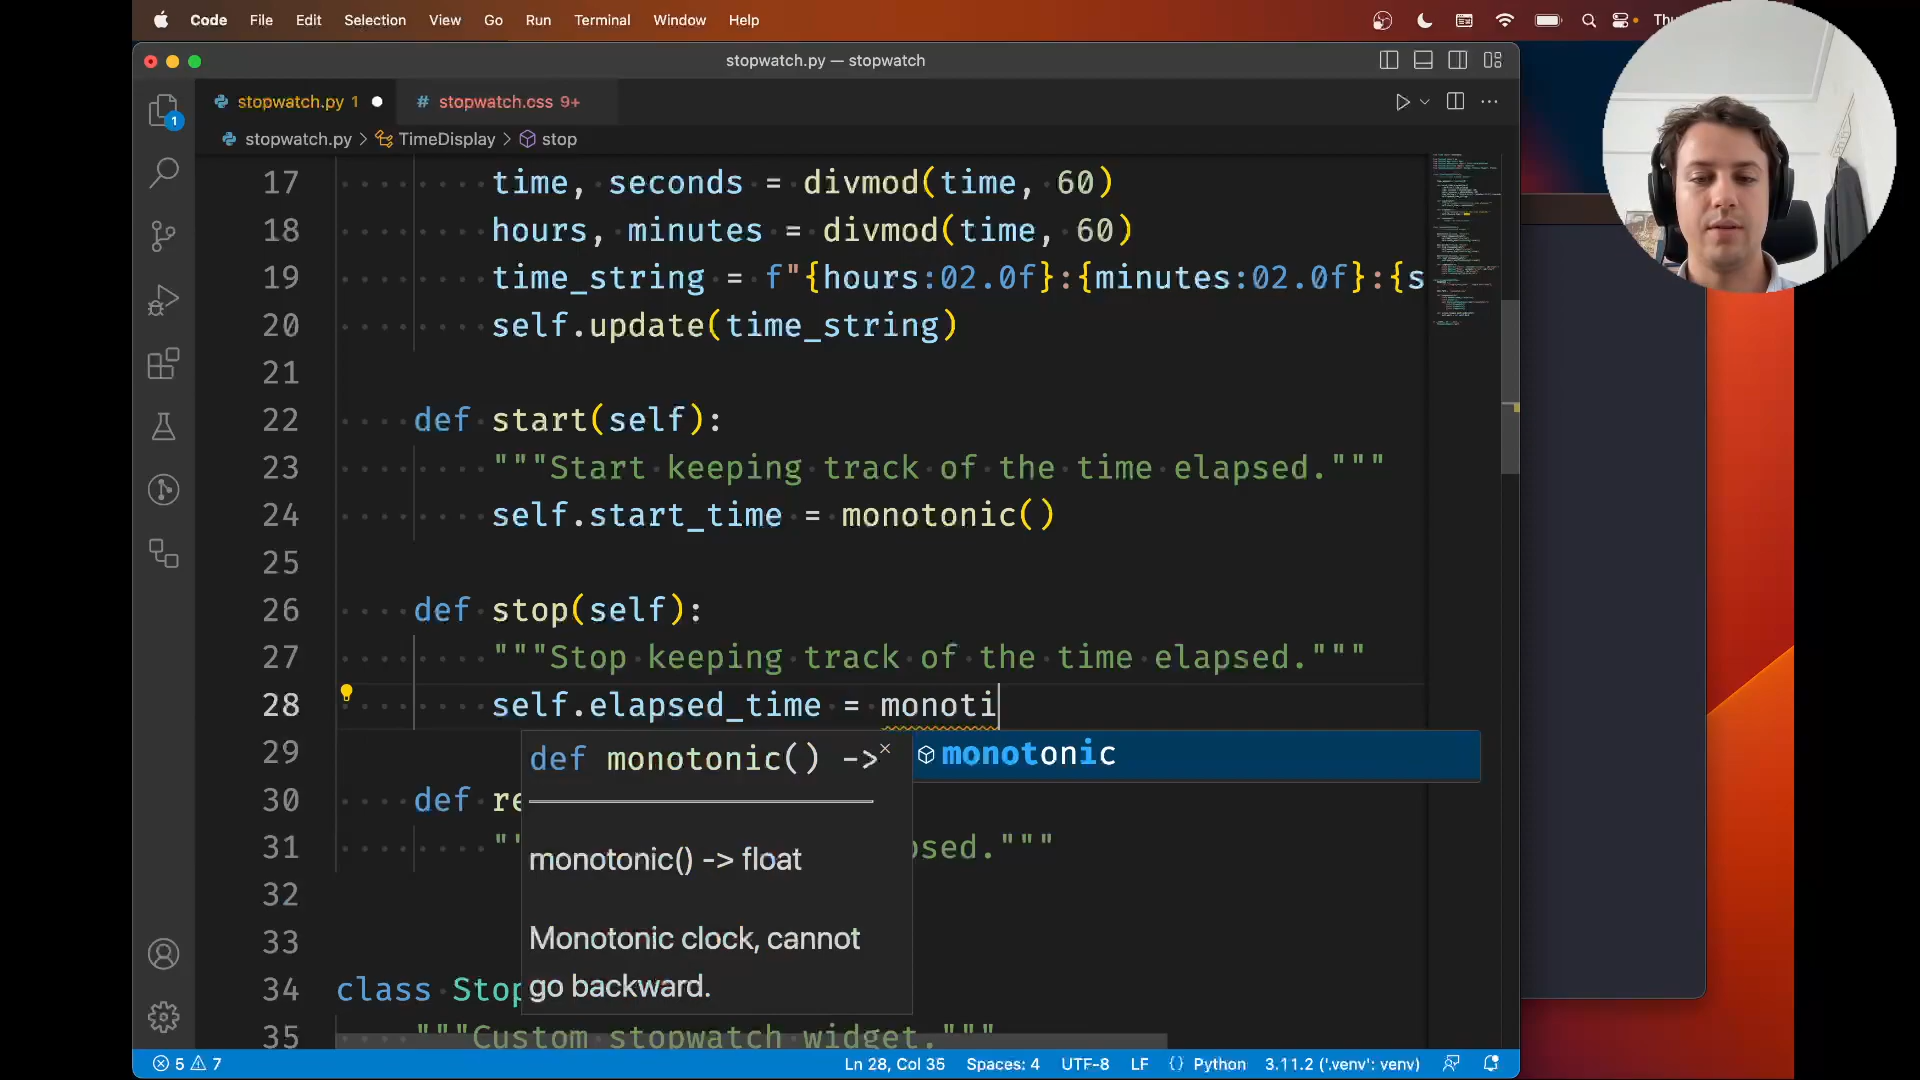 Code File Edit Selection View Go Run Terminal Window Help
stopwatch.py — stopwatch
stopwatch.py 1 # stopwatch.css 9+
stopwatch.py > TimeDisplay > stop
1
17 time, seconds = divmod(time, 60)
18 hours, minutes = divmod(time, 60)
19 time_string = f"{hours:02.0f}:{minutes:02.0f}:{s
20 self.update(time_string)
21
22 def start(self):
23 """Start keeping track of the time elapsed."""
24 self.start_time = monotonic()
25
26 def stop(self):
27 """Stop keeping track of the time elapsed."""
28 self.elapsed_time = monoti
29
def monotonic() ->
monotonic
30 def re
31 "" psed."""
monotonic() -> float
32
33
Monotonic clock, cannot
go backward.
34 class Stop
35 """Custom stopwatch widget."""
5 7 Ln 28, Col 35 Spaces: 4 UTF-8 LF {} Python 3.11.2 ('.venv': venv)